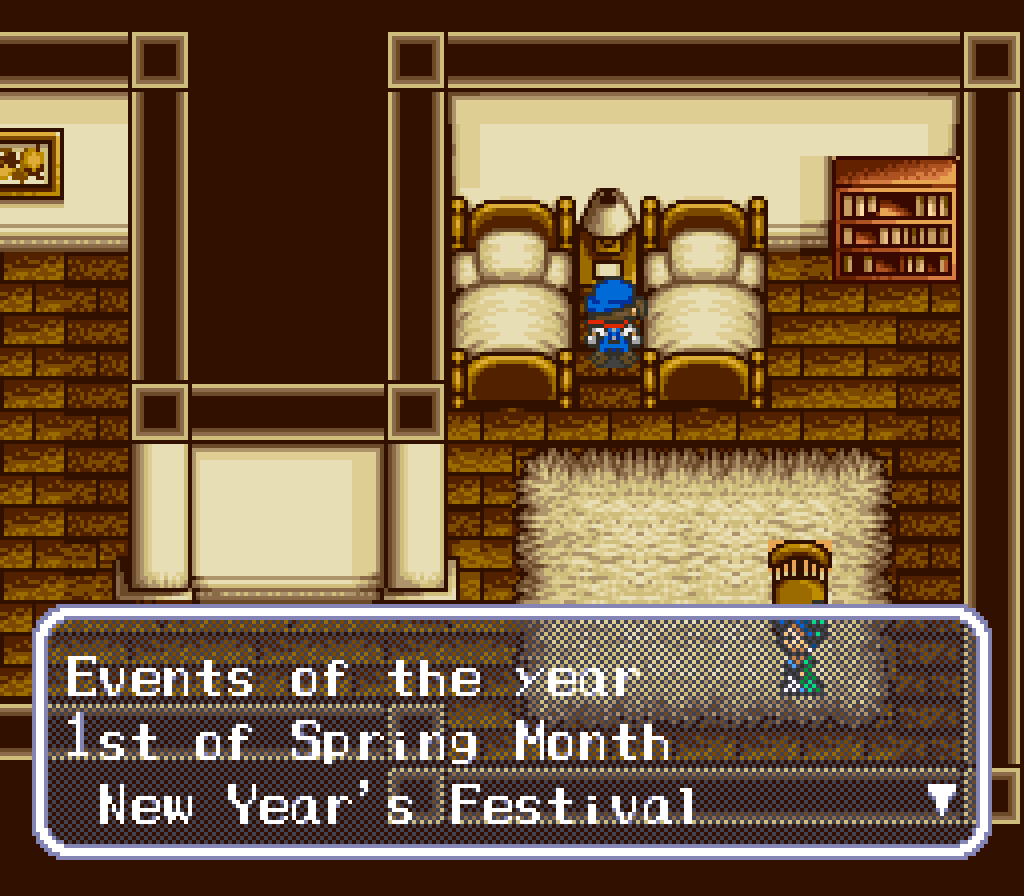 Events of the year
1st of Spring Month
New Year's Festival